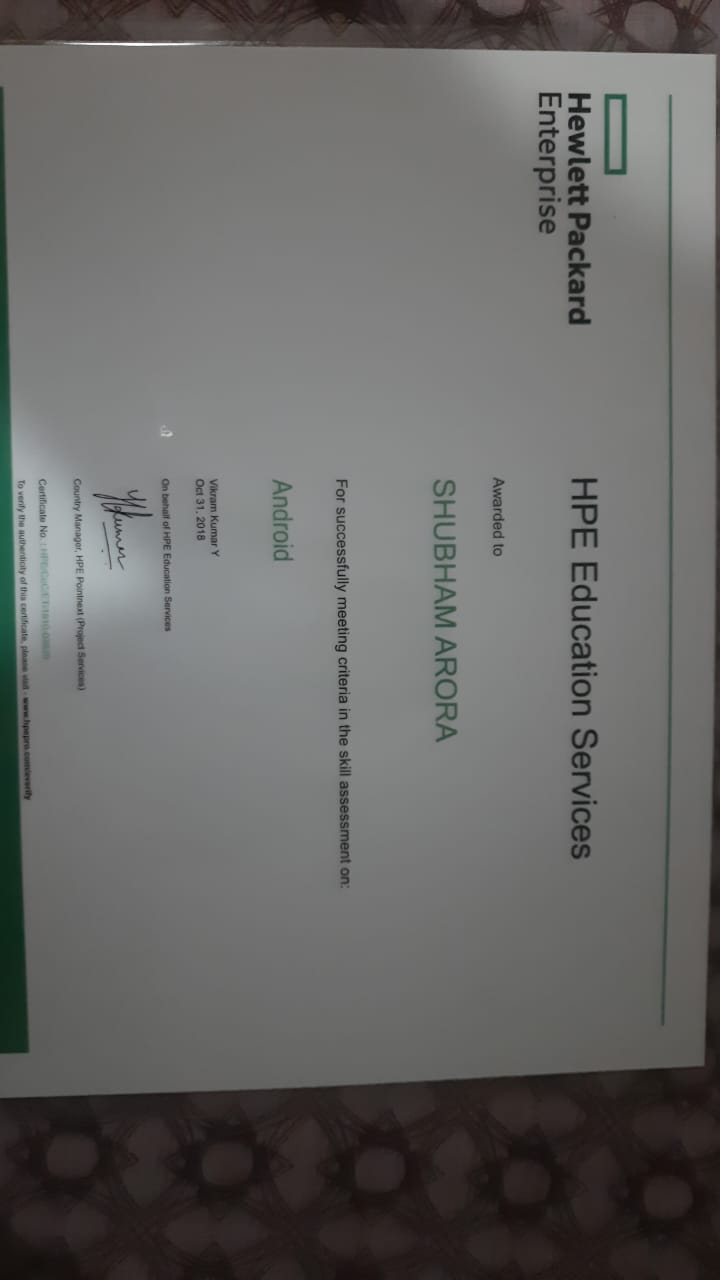 Hewlett Packard
Enterprise
HPE Education Services
Awarded to
SHUBHAM ARORA
For successfully meeting criteria in the skill assessment on:
Android
Vikram Kumar Y
Oct 31, 2018
On behalf of HPE Education Services
Country Manager, HPE Pointnext (Project Services)
Certificate No. :
To verify the authenticity of this certificate, please visit - www.hpepro.com/everify